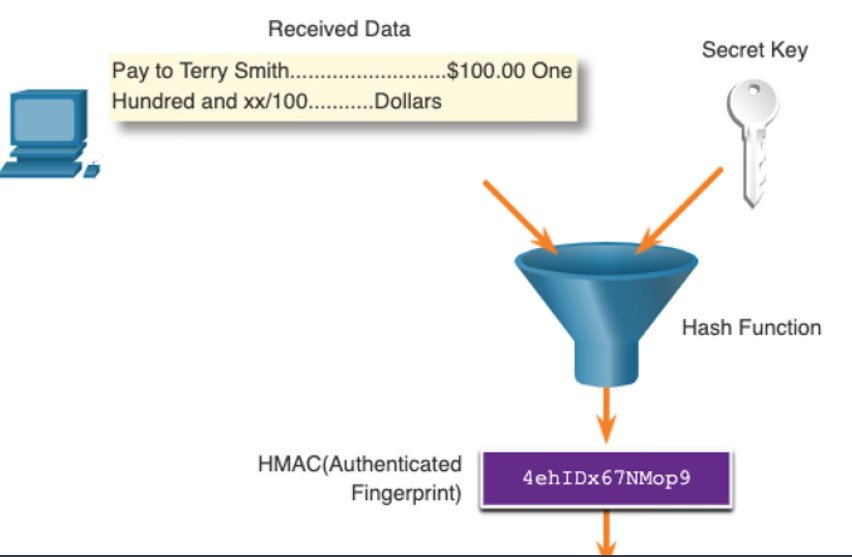 Received Data
Secret Key
Pay to Terry Smith...........................$100.00 One
Hundred and xx/100...........Dollars
Hash Function
HMAC(Authenticated
Fingerprint)
4ehIDx67NMop9